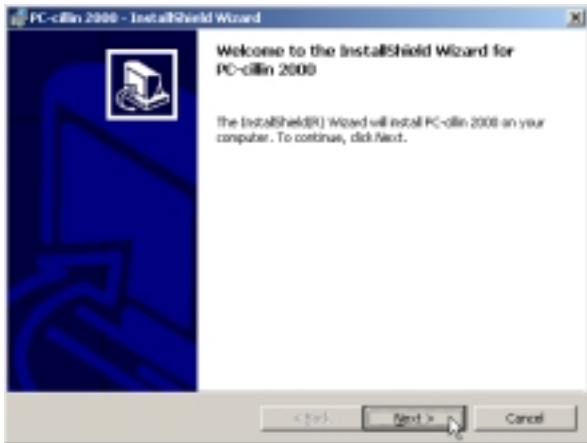 PC-cillin 2000 - InstallShield Wizard
Welcome to the InstallShield Wizard for
PC-cillin 2000
The InstallShield(R) Wizard will install PC-cillin 2000 on your
computer. To continue, click Next.
< Back
Next >
Cancel